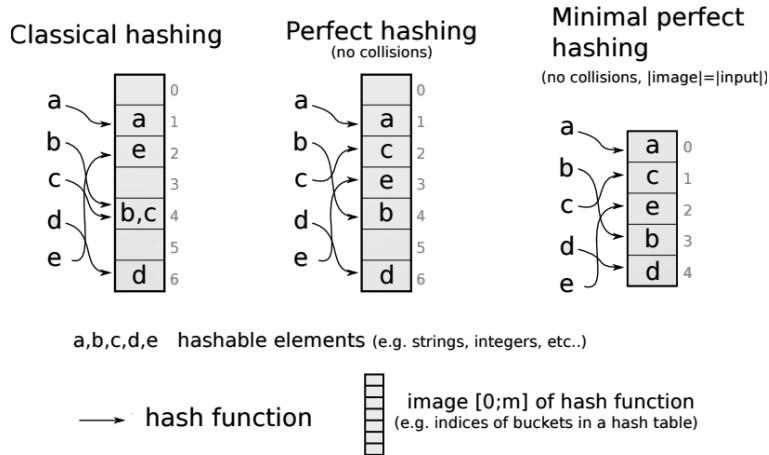 Classical hashing
a
b
c
d
e
a
e
b,c
d
0
1
2
3
4
5
6
Perfect hashing
(no collisions)
a
b
c
d
e
a
c
e
b
d
0
1
2
3
4
5
6
Minimal perfect
hashing
(no collisions, |image|=|input|)
a
b
c
d
e
a
c
e
b
d
0
1
2
3
4
a,b,c,d,e hashable elements (e.g. strings, integers, etc..)
hash function
image [0;m] of hash function
(e.g. indices of buckets in a hash table)